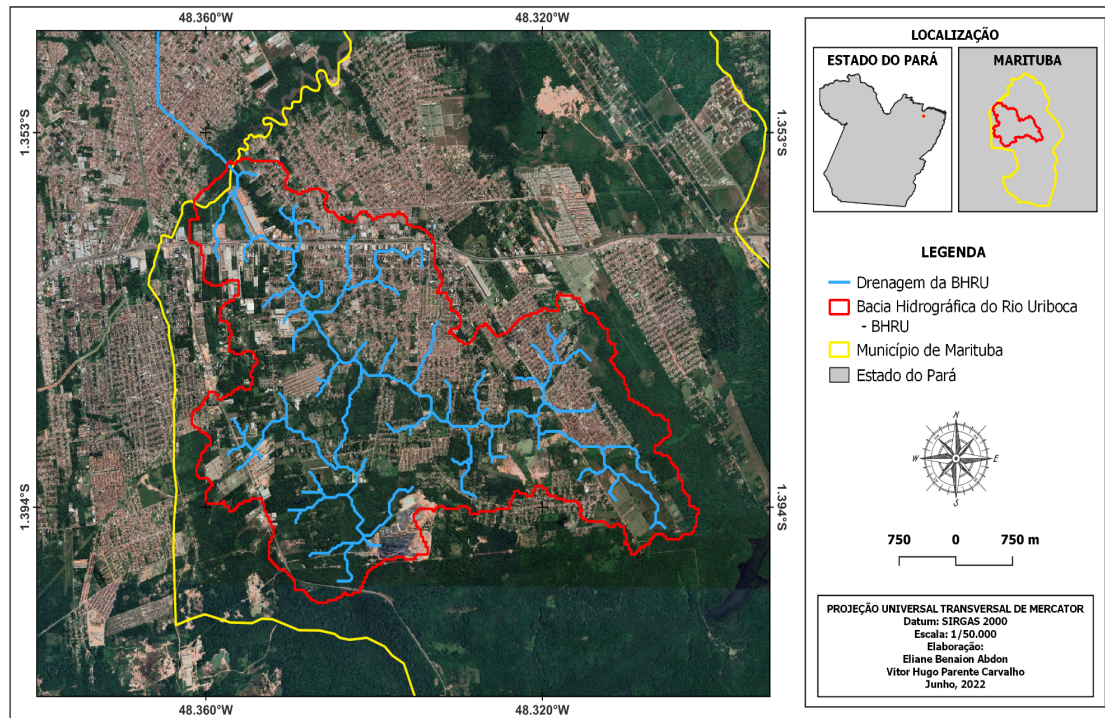 48.360°W
48.320°W
1.353°S
1.353°S
1.394°S
1.394°S
48.360°W
48.320°W
LOCALIZAÇÃO
ESTADO DO PARÁ
MARITUBA
LEGENDA
Drenagem da BHRU
Bacia Hidrográfica do Rio Uriboca
- BHRU
Município de Marituba
Estado do Pará
N
W
E
S
750 0 750 m
PROJEÇÃO UNIVERSAL TRANSVERSAL DE MERCATOR
Datum: SIRGAS 2000
Escala: 1/50.000
Elaboração:
Eliane Benaion Abdon
Vitor Hugo Parente Carvalho
Junho, 2022